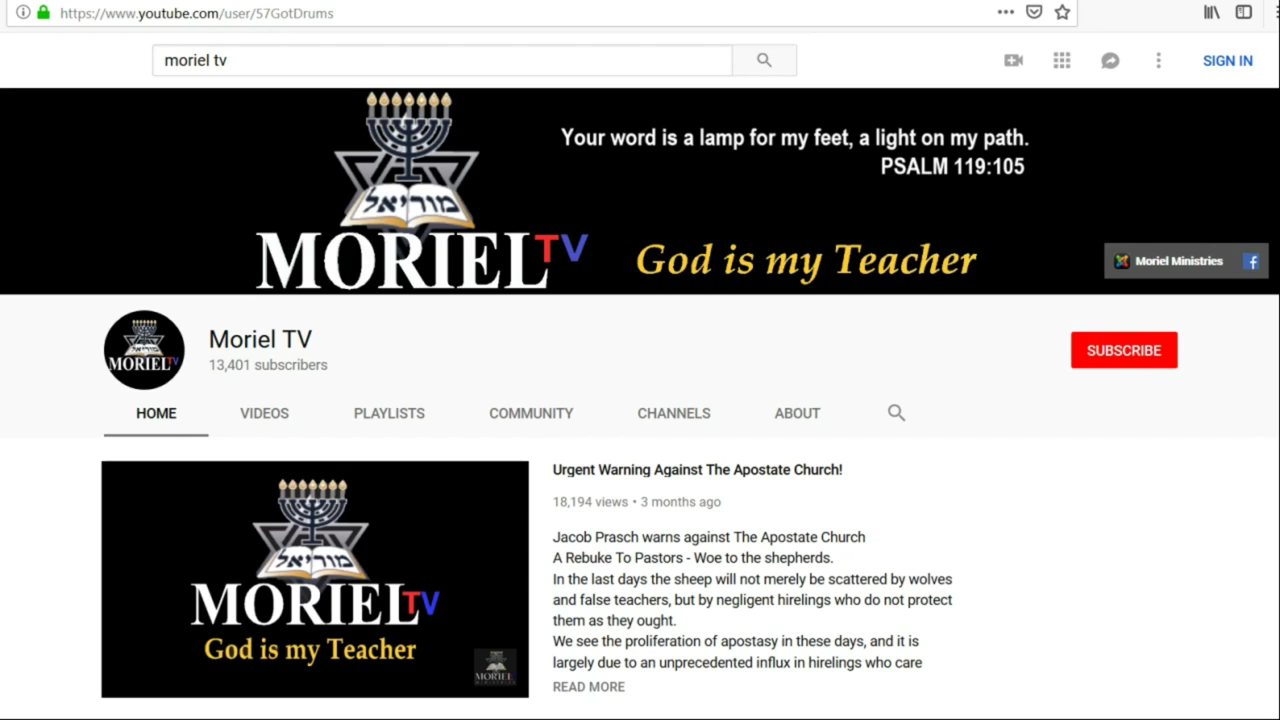 https://www.youtube.com/user/57GotDrums
moriel tv
SIGN IN
Your word is a lamp for my feet, a light on my path.
PSALM 119:105
מוריאל
MORIEL TV
God is my Teacher
Moriel Ministries
MORIEL TV
Moriel TV
13,401 subscribers
SUBSCRIBE
HOME VIDEOS PLAYLISTS COMMUNITY CHANNELS ABOUT
מוריאל
MORIEL TV
God is my Teacher
MORIEL
Urgent Warning Against The Apostate Church!
18,194 views • 3 months ago
Jacob Prasch warns against The Apostate Church
A Rebuke To Pastors - Woe to the shepherds.
In the last days the sheep will not merely be scattered by wolves
and false teachers, but by negligent hirelings who do not protect
them as they ought.
We see the proliferation of apostasy in these days, and it is
largely due to an unprecedented influx in hirelings who care
READ MORE